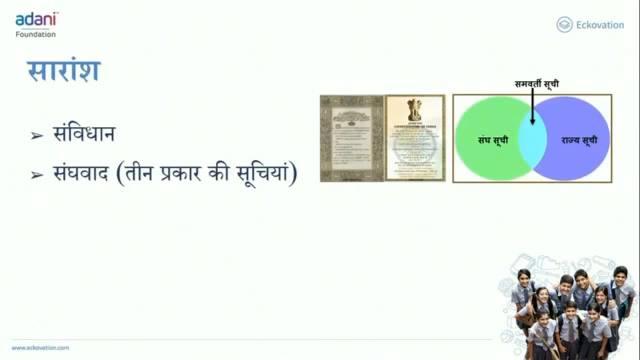 adani
Foundation
Eckovation
सारांश
समवर्ती सूची
संघ सूची
राज्य सूची
➢ संविधान
➢ संघवाद (तीन प्रकार की सूचियां)
www.eckovation.com